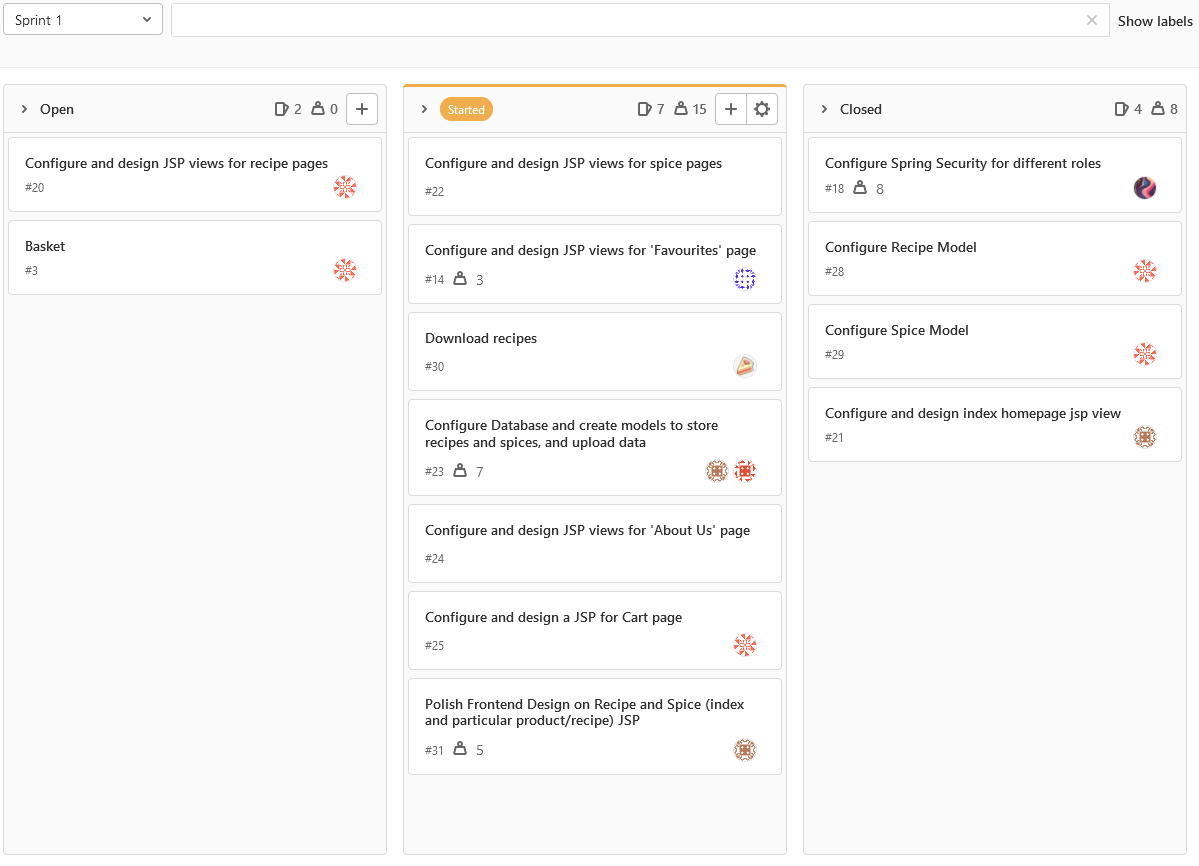 Sprint 1
Show labels
Open 2 0
Configure and design JSP views for recipe pages
#20
Basket
#3
Started 7 15
Configure and design JSP views for spice pages
#22
Configure and design JSP views for 'Favourites' page
#14 3
Download recipes
#30
Configure Database and create models to store
recipes and spices, and upload data
#23 7
Configure and design JSP views for 'About Us' page
#24
Configure and design a JSP for Cart page
#25
Polish Frontend Design on Recipe and Spice (index
and particular product/recipe) JSP
#31 5
Closed 4 8
Configure Spring Security for different roles
#18 8
Configure Recipe Model
#28
Configure Spice Model
#29
Configure and design index homepage jsp view
#21